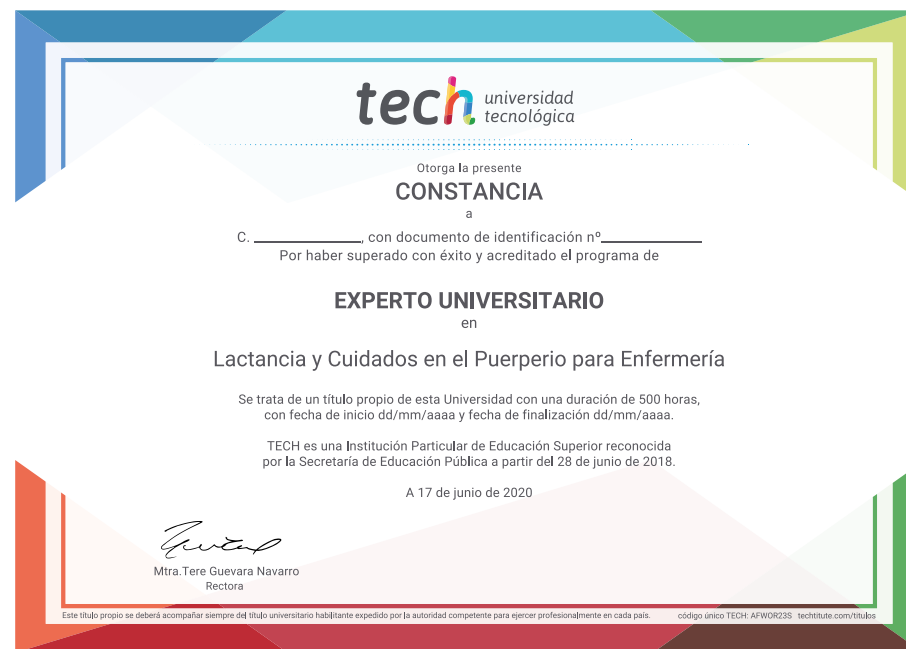 tech universidad
tecnológica
Otorga la presente
CONSTANCIA
a
C. ____________, con documento de identificación nº____________
Por haber superado con éxito y acreditado el programa de
EXPERTO UNIVERSITARIO
en
Lactancia y Cuidados en el Puerperio para Enfermería
Se trata de un título propio de esta Universidad con una duración de 500 horas,
con fecha de inicio dd/mm/aaaa y fecha de finalización dd/mm/aaaa.
TECH es una Institución Particular de Educación Superior reconocida
por la Secretaría de Educación Pública a partir del 28 de junio de 2018.
A 17 de junio de 2020
Mtra.Tere Guevara Navarro
Rectora
Este título propio se deberá acompañar siempre del título universitario habilitante expedido por la autoridad competente para ejercer profesionalmente en cada país. código único TECH: AFWOR23S techtitute.com/titulos